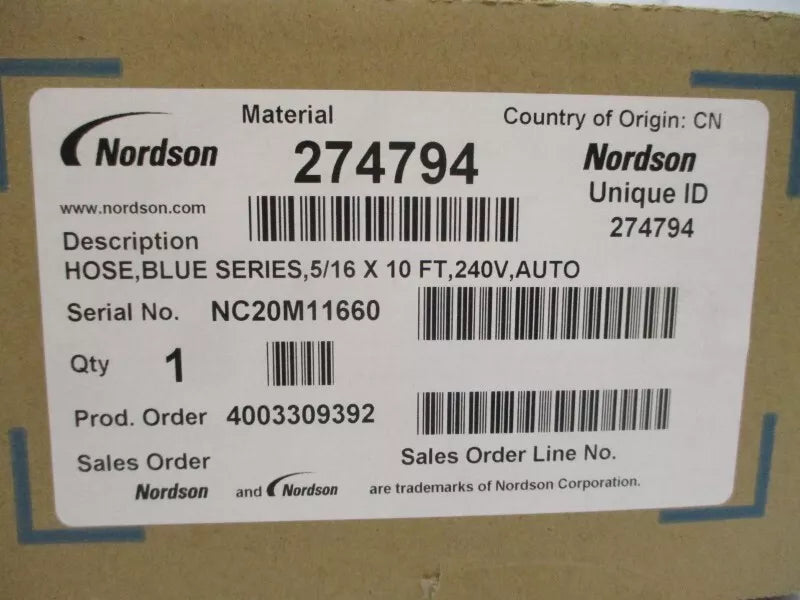 Nordson
www.nordson.com
Material
274794
Country of Origin: CN
Nordson
Unique ID
274794
Description
HOSE,BLUE SERIES,5/16 X 10 FT,240V,AUTO
Serial No. NC20M11660
Qty 1
Prod. Order 4003309392
Sales Order Sales Order Line No.
Nordson and Nordson are trademarks of Nordson Corporation.